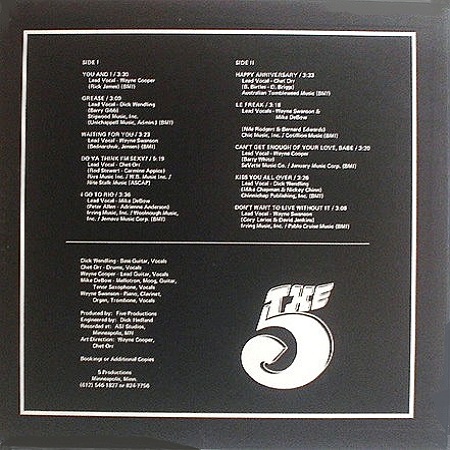 SIDE I
YOU AND I / 3:20
Lead Vocal - Wayne Cooper
(Rick James) (BMI)
GREASE / 3:09
Lead Vocal - Dick Wendling
(Barry Gibb)
Stigwood Music, Inc.
(Unichappell Music, Admin.) (BMI)
WAITING FOR YOU / 3:23
Lead Vocal - Wayne Swanson
(Bednarchuk, Jensen) (BMI)
DO YA THINK I'M SEXY? / 5:19
Lead Vocal - Chet Orr
(Rod Stewart - Carmine Appice)
Riva Music Inc. / W.B. Music Inc. /
Nite Stalk Music (ASCAP)
I GO TO RIO / 3:36
Lead Vocal - Mike DeBow
(Peter Allen - Adrienne Anderson)
Irving Music, Inc. / Woolnough Music,
Inc. / Jemava Music Corp. (BMI)
SIDE II
HAPPY ANNIVERSARY / 3:33
Lead Vocal - Chet Orr
(B. Birtles - D. Briggs)
Australian Tumbleweed Music (BMI)
LE FREAK / 3:18
Lead Vocals - Wayne Swanson &
Mike DeBow
(Nile Rodgers & Bernard Edwards)
Chic Music, Inc. / Cotillion Music (BMI)
CAN'T GET ENOUGH OF YOUR LOVE, BABE / 3:20
Lead Vocal - Wayne Cooper
(Barry White)
SaVette Music Co. / January Music Corp. (BMI)
KISS YOU ALL OVER / 3:26
Lead Vocal - Dick Wendling
(Mike Chapman & Nickey Chinn)
Chinnichap Publishing, Inc. (BMI)
DON'T WANT TO LIVE WITHOUT IT / 3:09
Lead Vocal - Wayne Swanson
(Cory Lerios & David Jenkins)
Irving Music, Inc. / Pablo Cruise Music (BMI)
Dick Wendling - Bass Guitar, Vocals
Chet Orr - Drums, Vocals
Wayne Cooper - Lead Guitar, Vocals
Mike DeBow - Mellotron, Moog, Guitar,
Tenor Saxophone, Vocals
Wayne Swanson - Piano, Clarinet,
Organ, Trombone, Vocals
Produced by: Five Productions
Engineered by: Dick Hedlund
Recorded at: ASI Studios,
Minneapolis, MN
Art Direction: Wayne Cooper,
Chet Orr
Bookings or Additional Copies
5 Productions
Minneapolis, Minn.
(612) 546-1827 or 824-7756
THE
5